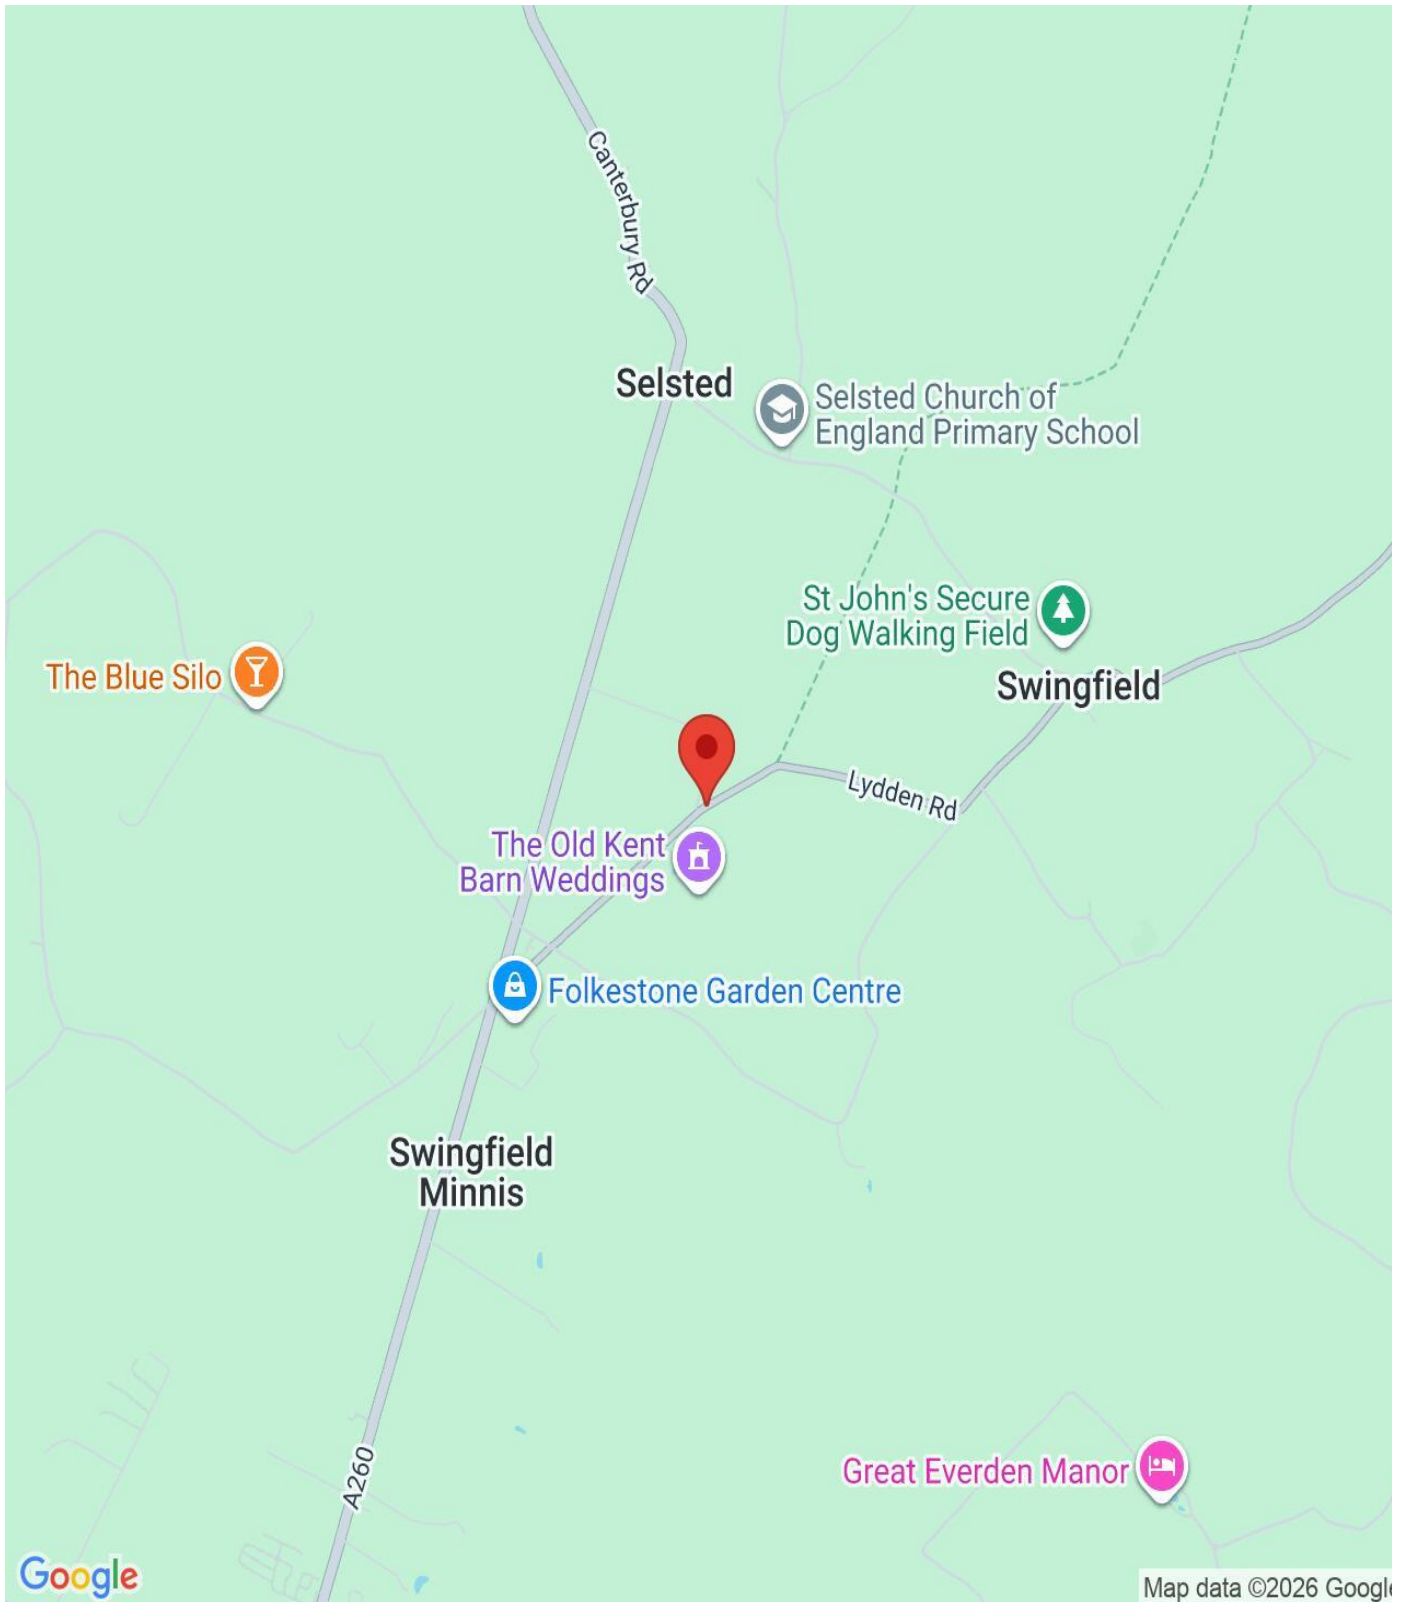 Canterbury Rd
Selsted
Selsted Church of
England Primary School
St John's Secure
Dog Walking Field
The Blue Silo
Swingfield
Lydden Rd
The Old Kent
Barn Weddings
Folkestone Garden Centre
Swingfield
Minnis
A260
Great Everden Manor
Google
Map data ©2026 Google